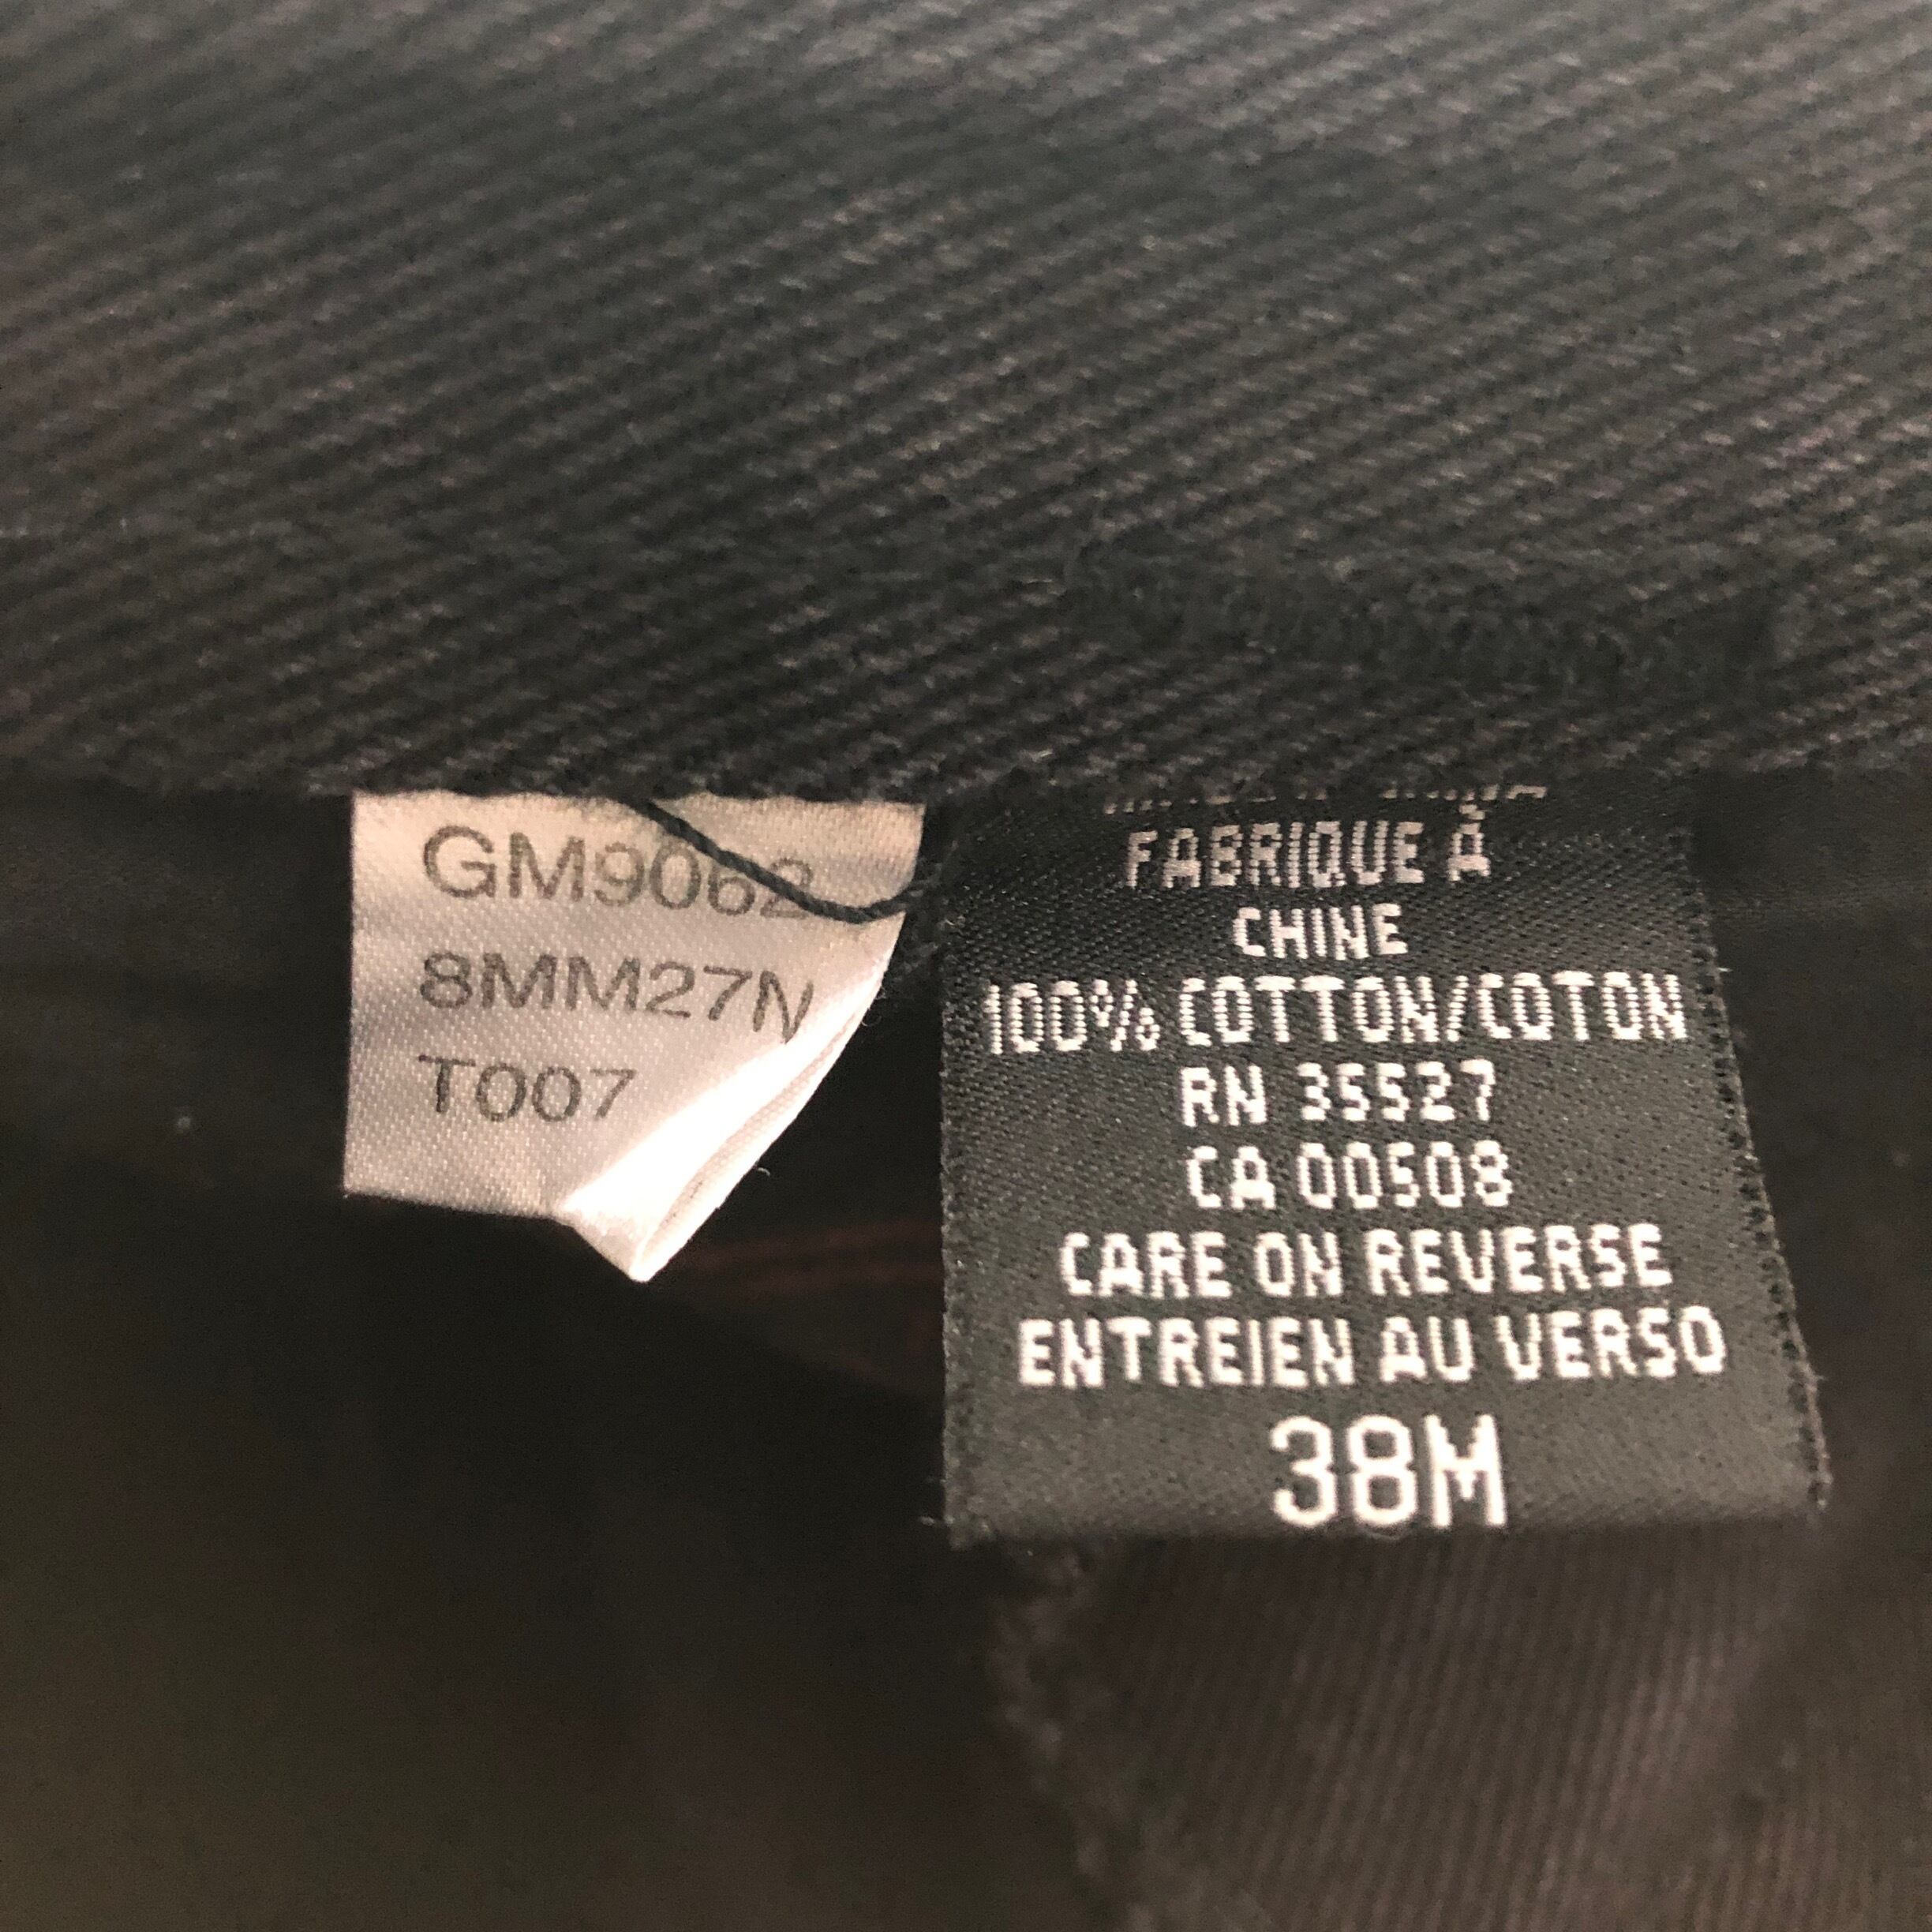 GM9062
8MM27N
T007
FABRIQUE À
CHINE
100% COTTON/COTON
RN 35527
CA 00508
CARE ON REVERSE
ENTREIEN AU VERSO
38M